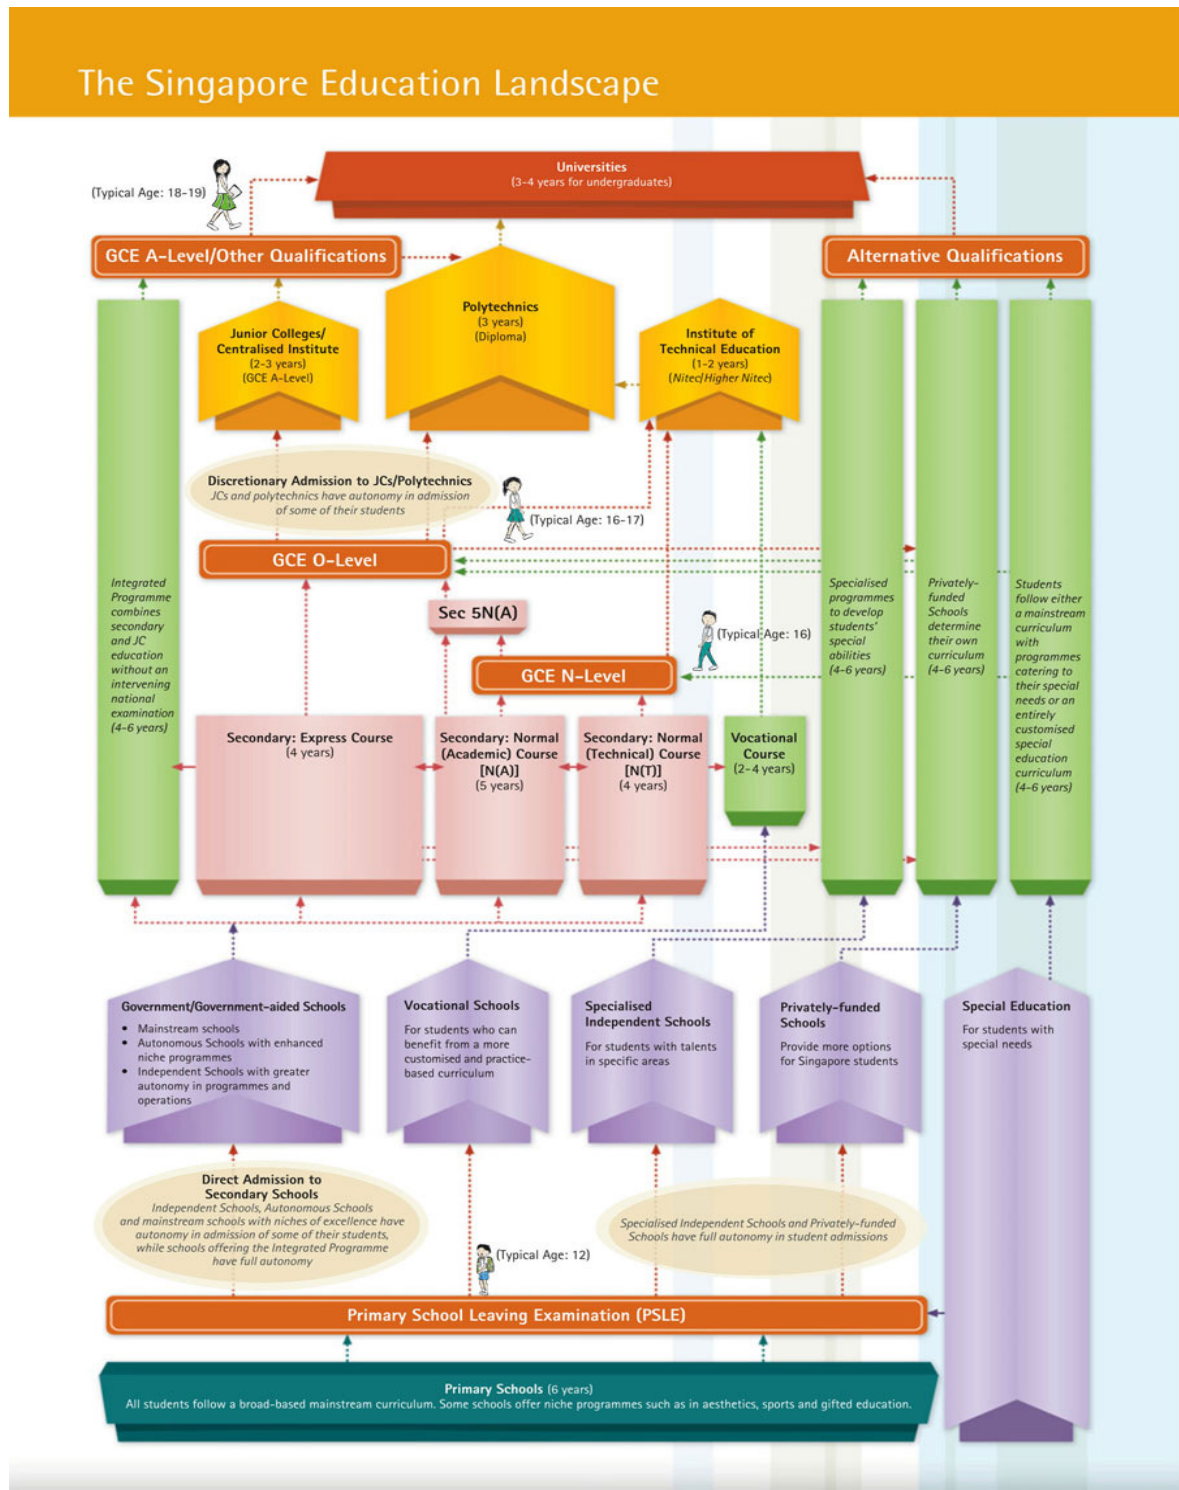 The Singapore Education Landscape
Universities
(3-4 years for undergraduates)
(Typical Age: 18-19)
GCE A-Level/Other Qualifications
Alternative Qualifications
Polytechnics
(3 years)
(Diploma)
Junior Colleges/
Centralised Institute
(2-3 years)
(GCE A-Level)
Institute of
Technical Education
(1-2 years)
(Nitec/Higher Nitec)
Discretionary Admission to JCs/Polytechnics
JCs and polytechnics have autonomy in admission
of some of their students
(Typical Age: 16-17)
GCE O-Level
Integrated
Programme
combines
secondary
and JC
education
without an
intervening
national
examination
(4-6 years)
Specialised
programmes
to develop
students'
special
abilities
(4-6 years)
Privately-
funded
Schools
determine
their own
curriculum
(4-6 years)
Students
follow either
a mainstream
curriculum
with
programmes
catering to
their special
needs or an
entirely
customised
special
education
curriculum
(4-6 years)
Sec 5N(A)
(Typical Age: 16)
GCE N-Level
Secondary: Express Course
(4 years)
Secondary: Normal
(Academic) Course
[N(A)]
(5 years)
Secondary: Normal
(Technical) Course
[N(T)]
(4 years)
Vocational
Course
(2-4 years)
Government/Government-aided Schools
• Mainstream schools
• Autonomous Schools with enhanced
niche programmes
• Independent Schools with greater
autonomy in programmes and
operations
Vocational Schools
For students who can
benefit from a more
customised and practice-
based curriculum
Specialised
Independent Schools
For students with talents
in specific areas
Privately-funded
Schools
Provide more options
for Singapore students
Special Education
For students with
special needs
Direct Admission to
Secondary Schools
Independent Schools, Autonomous Schools
and mainstream schools with niches of excellence have
autonomy in admission of some of their students,
while schools offering the Integrated Programme
have full autonomy
Specialised Independent Schools and Privately-funded
Schools have full autonomy in student admissions
(Typical Age: 12)
Primary School Leaving Examination (PSLE)
Primary Schools (6 years)
All students follow a broad-based mainstream curriculum. Some schools offer niche programmes such as in aesthetics, sports and gifted education.